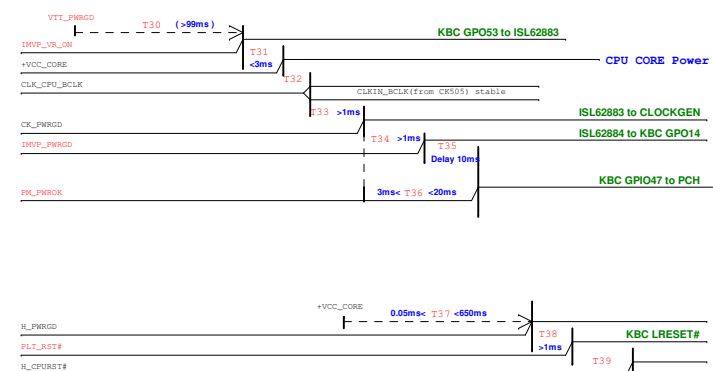 VTT_PWRGD
T30 (>99ms)
KBC GPO53 to ISL62883
IMVP_VR_ON
T31
+VCC_CORE
<3ms
CPU CORE Power
T32
CLK_CPU_BCLK
CLKIN_BCLK(from CK505) stable
T33 >1ms
ISL62883 to CLOCKGEN
CK_PWRGD
T34 >1ms
ISL62884 to KBC GPO14
IMVP_PWRGD
T35
Delay 10ms
KBC GPIO47 to PCH
PM_PWROK
3ms< T36 <20ms
+VCC_CORE
0.05ms< T37 <650ms
H_PWRGD
T38
KBC LRESET#
PLT_RST#
>1ms
T39
H_CPURST#